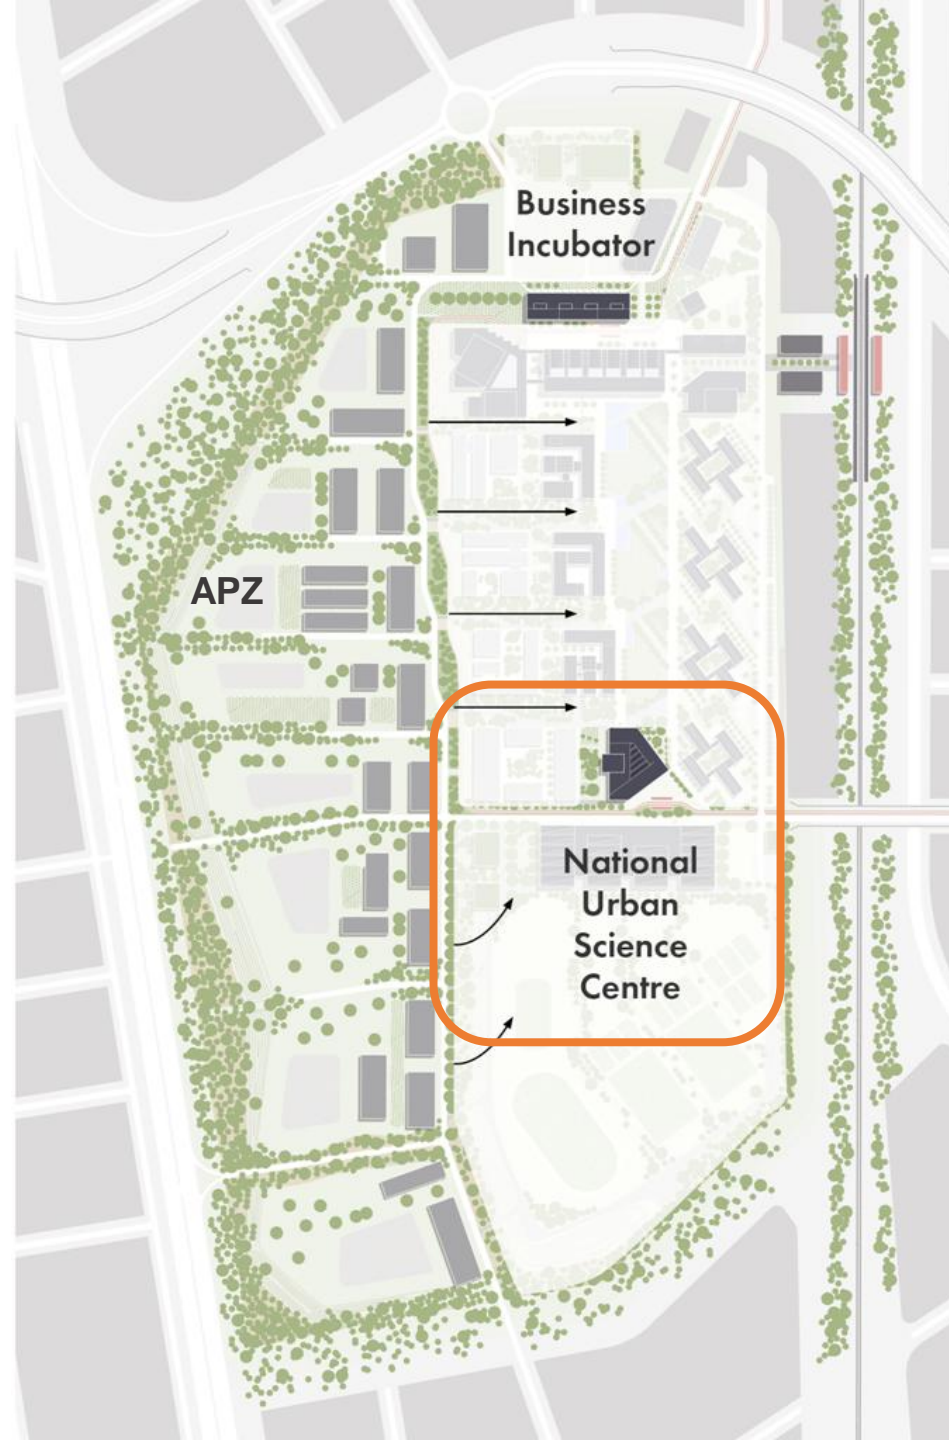 Business
Incubator
APZ
National
Urban
Science
Centre